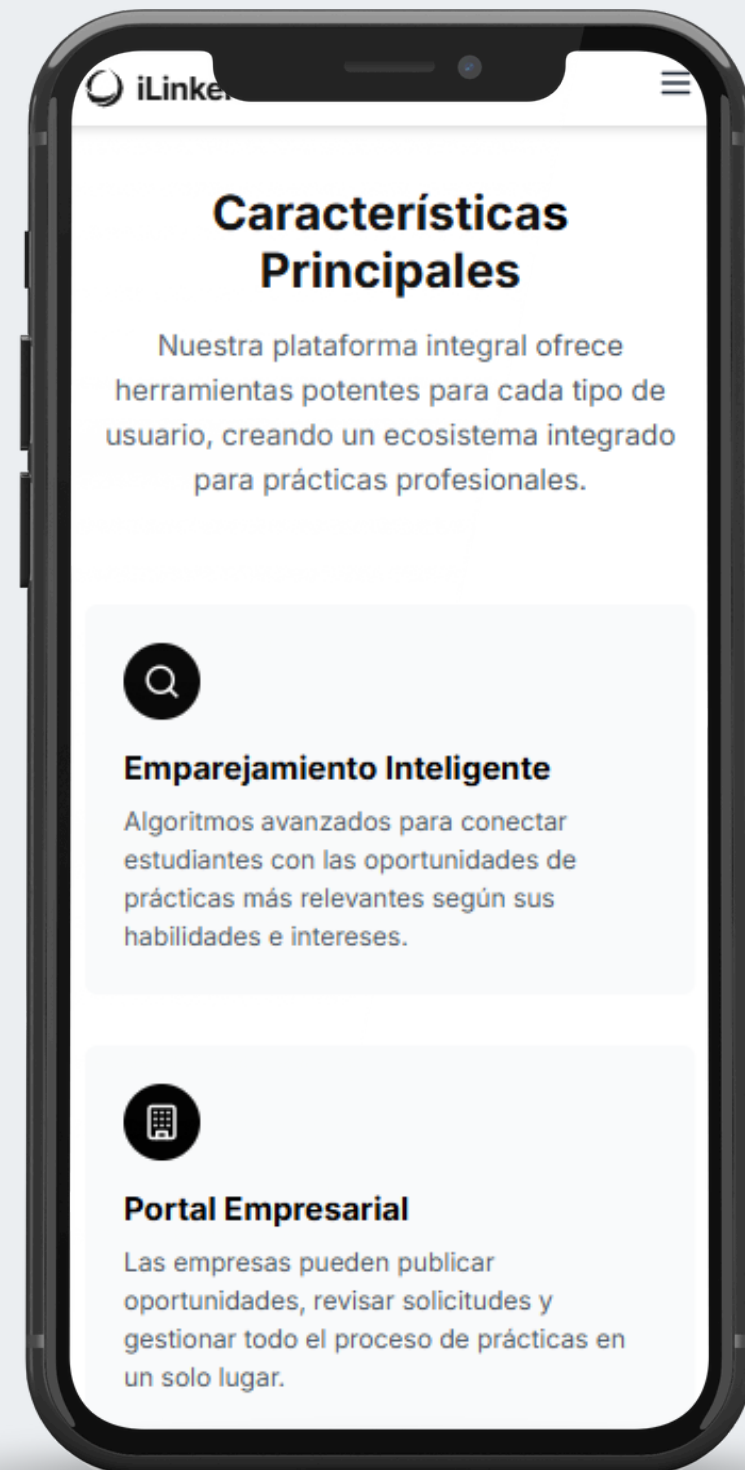 iLinker
Características
Principales
Nuestra plataforma integral ofrece
herramientas potentes para cada tipo de
usuario, creando un ecosistema integrado
para prácticas profesionales.
Emparejamiento Inteligente
Algoritmos avanzados para conectar
estudiantes con las oportunidades de
prácticas más relevantes según sus
habilidades e intereses.
Portal Empresarial
Las empresas pueden publicar
oportunidades, revisar solicitudes y
gestionar todo el proceso de prácticas en
un solo lugar.